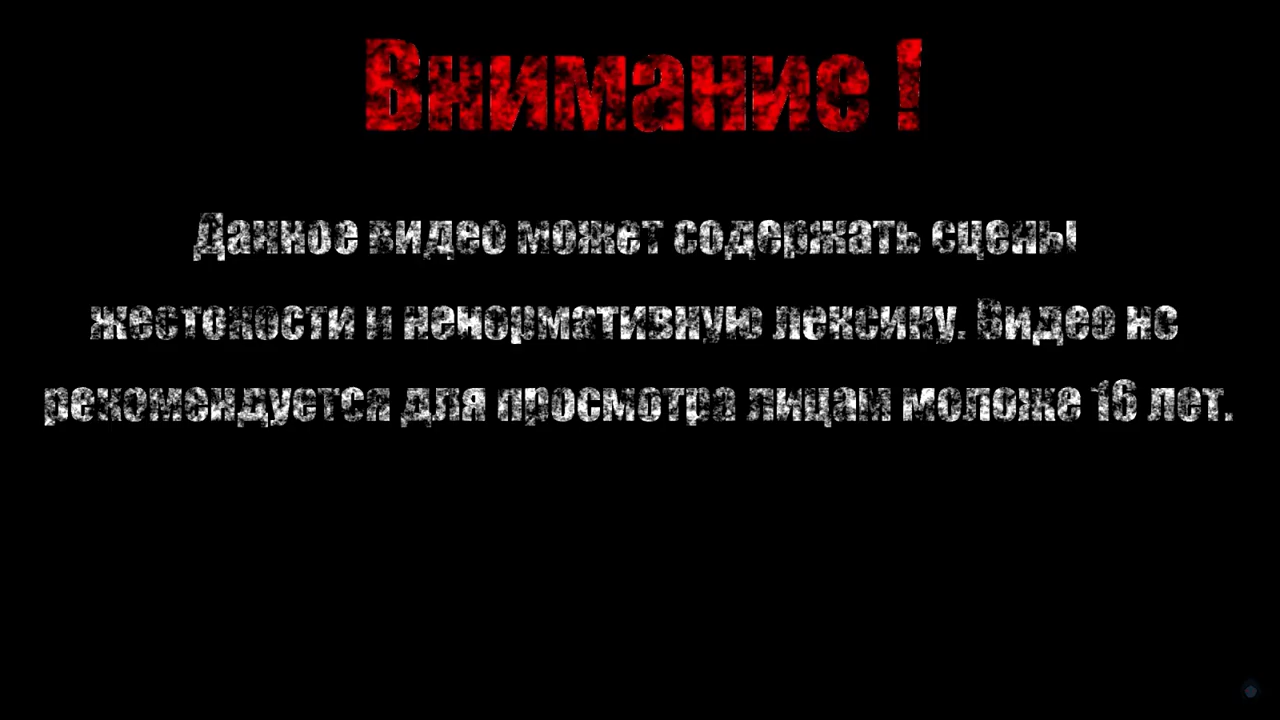 Внимание !
Данное видео может содержать сцены
жестокости и ненормативную лексику. Видео не
рекомендуется для просмотра лицам моложе 16 лет.